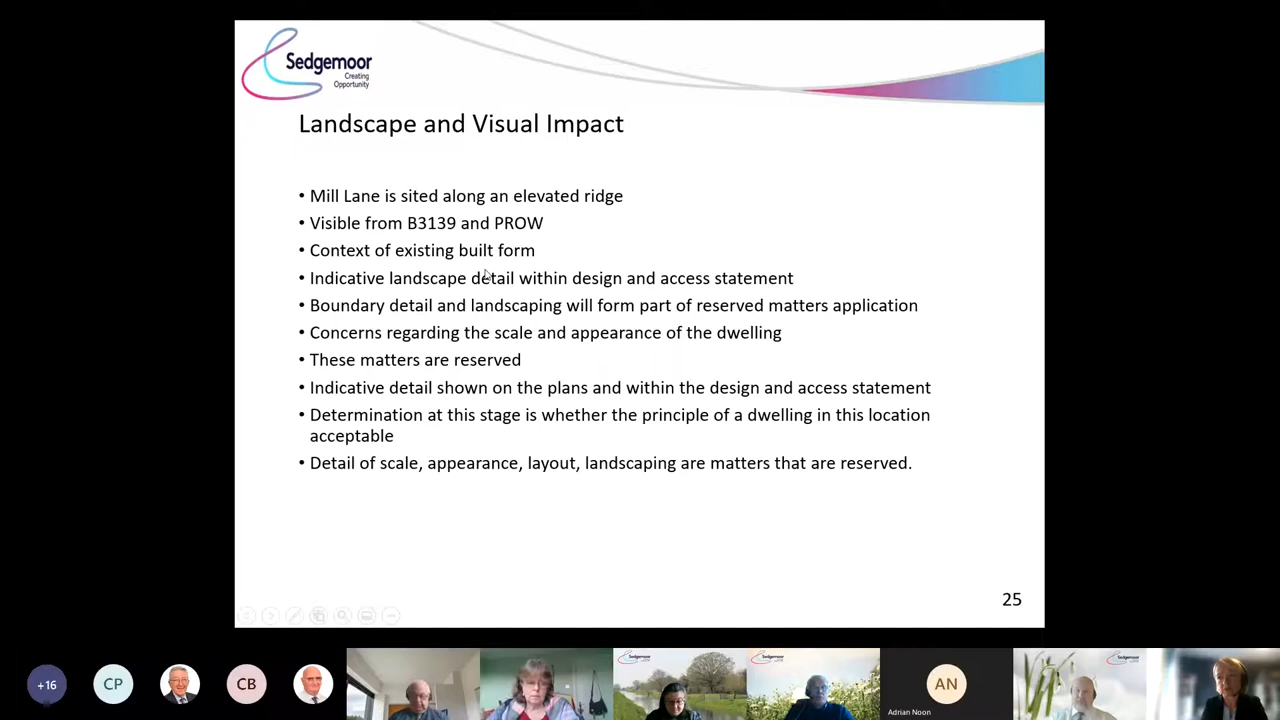 Sedgemoor
Creating
Opportunity
Landscape and Visual Impact
• Mill Lane is sited along an elevated ridge
• Visible from B3139 and PROW
• Context of existing built form
• Indicative landscape detail within design and access statement
• Boundary detail and landscaping will form part of reserved matters application
• Concerns regarding the scale and appearance of the dwelling
• These matters are reserved
• Indicative detail shown on the plans and within the design and access statement
• Determination at this stage is whether the principle of a dwelling in this location
acceptable
• Detail of scale, appearance, layout, landscaping are matters that are reserved.
25
+16
CP
CB
AN
Adrian Noon
Sedgemoor
Sedgemoor
Sedgemoor